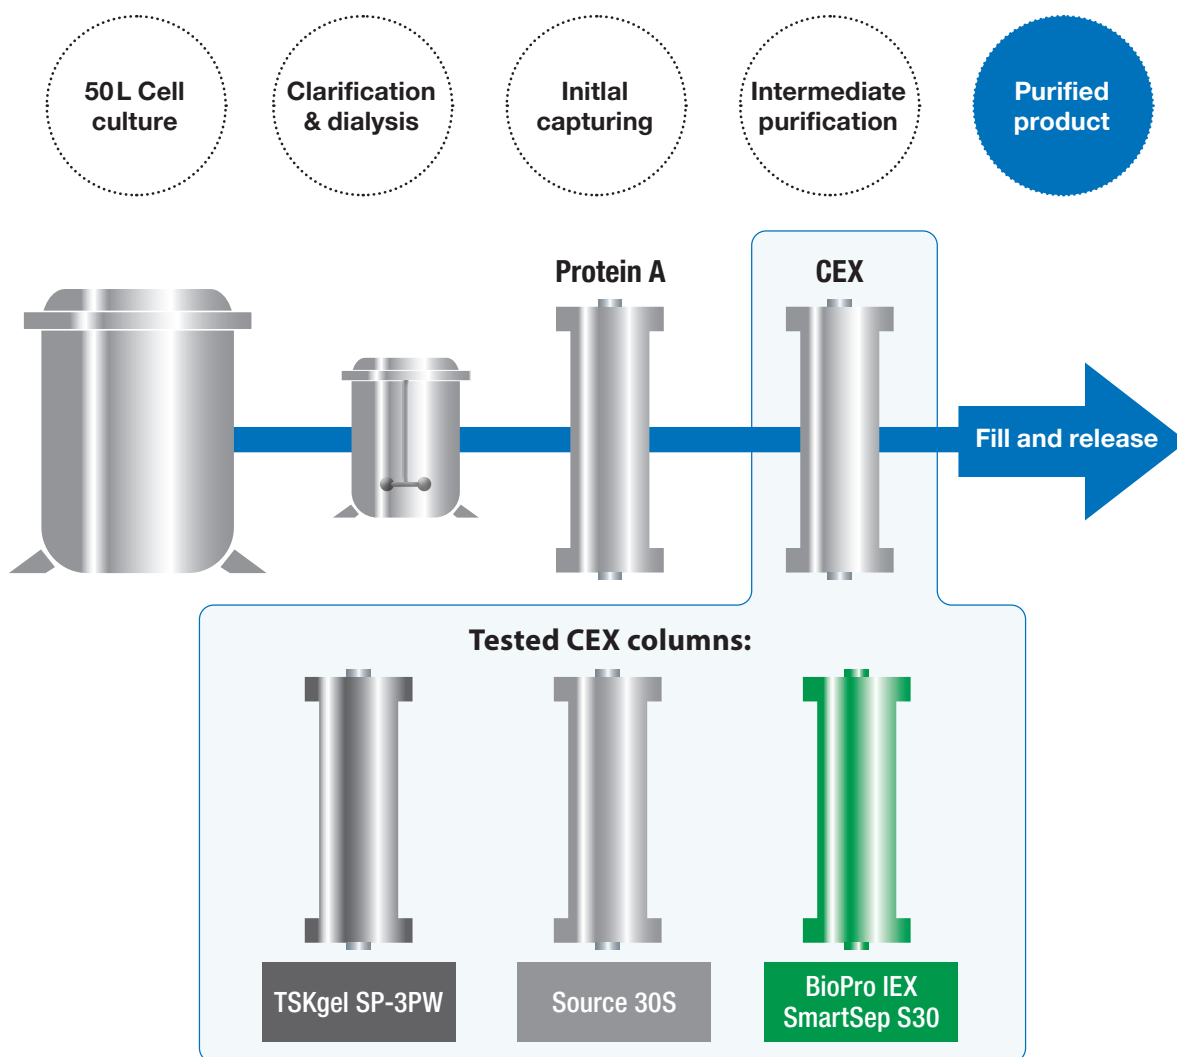 50 L Cell
culture
Clarification
& dialysis
Initlal
capturing
Intermediate
purification
Purified
product
Protein A
CEX
Fill and release
Tested CEX columns:
TSKgel SP-3PW
Source 30S
BioPro IEX
SmartSep S30